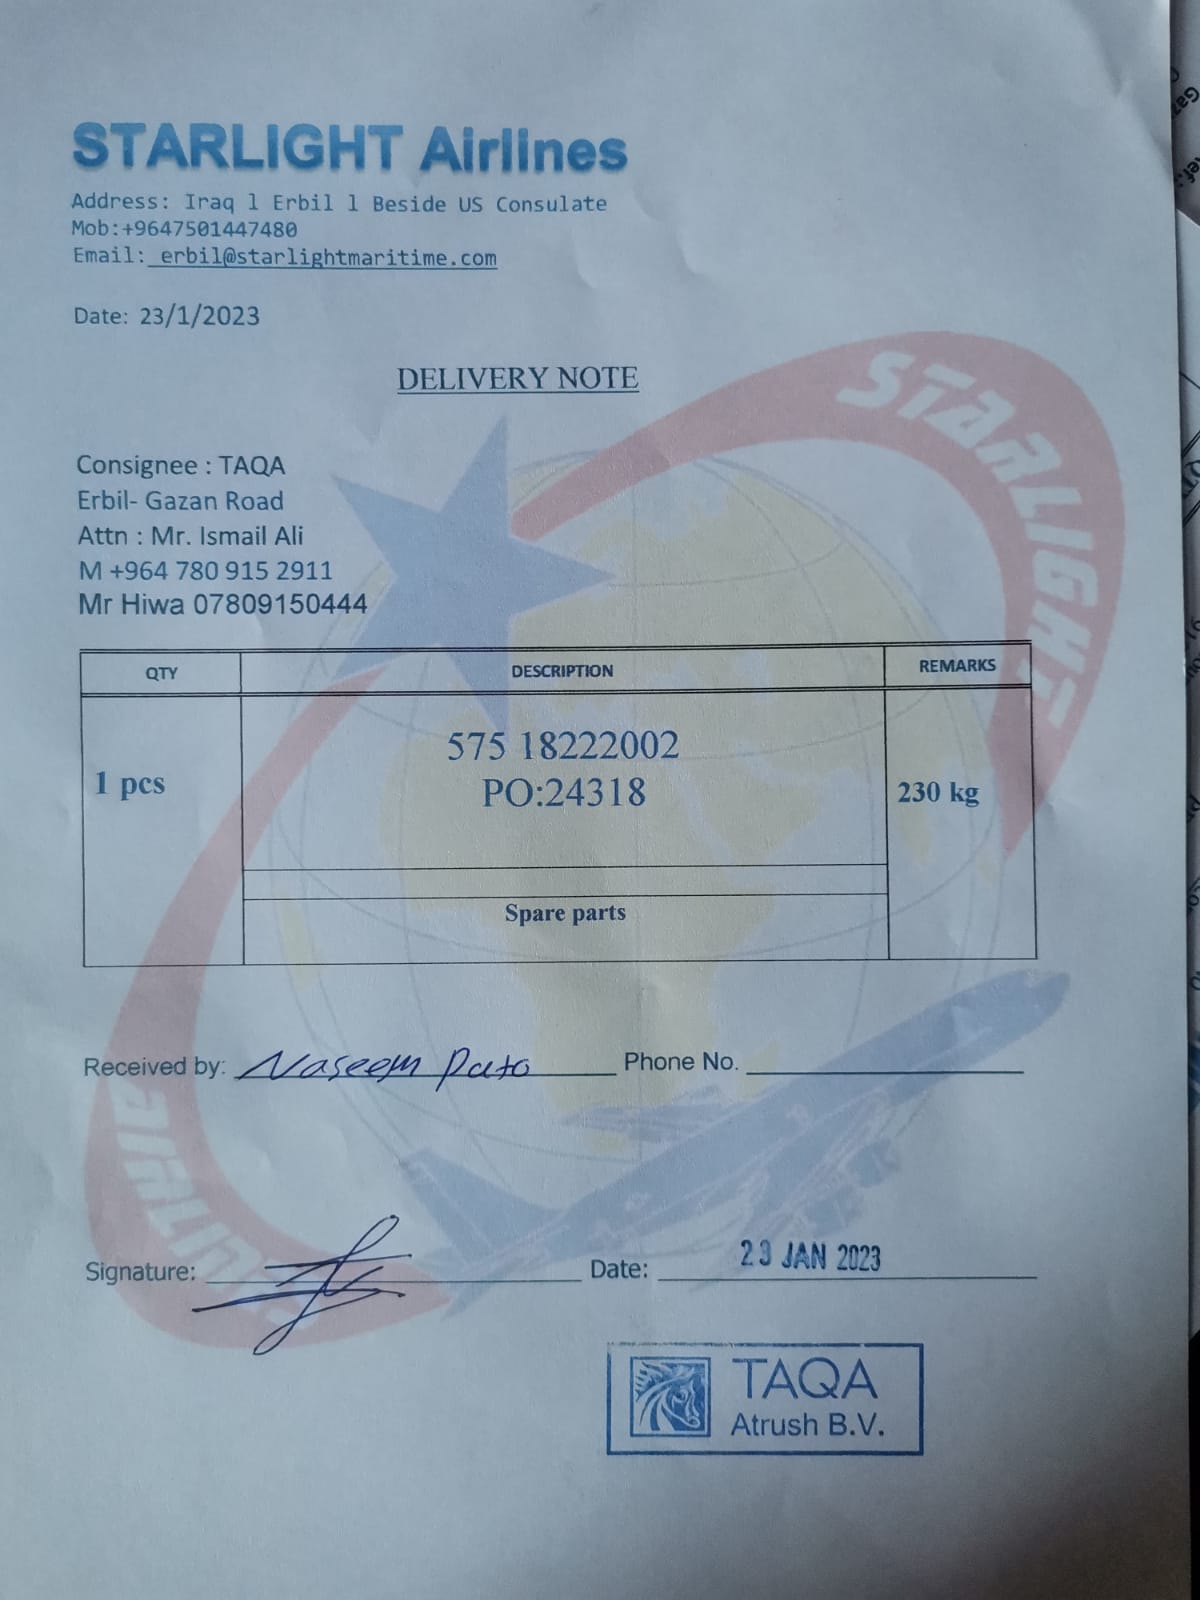 STARLIGHT Airlines
Address: Iraq l Erbil l Beside US Consulate
Mob:+9647501447480
Email: erbil@starlightmaritime.com
Date: 23/1/2023
DELIVERY NOTE
STARLIGHT
Consignee : TAQA
Erbil- Gazan Road
Attn : Mr. Ismail Ali
M +964 780 915 2911
Mr Hiwa 07809150444
QTY DESCRIPTION REMARKS
575 18222002
1 pcs PO:24318 230 kg
Spare parts
Received by: Naseem Pato Phone No.
AIRLINE
Signature: Date: 23 JAN 2023
TAQA
Atrush B.V.